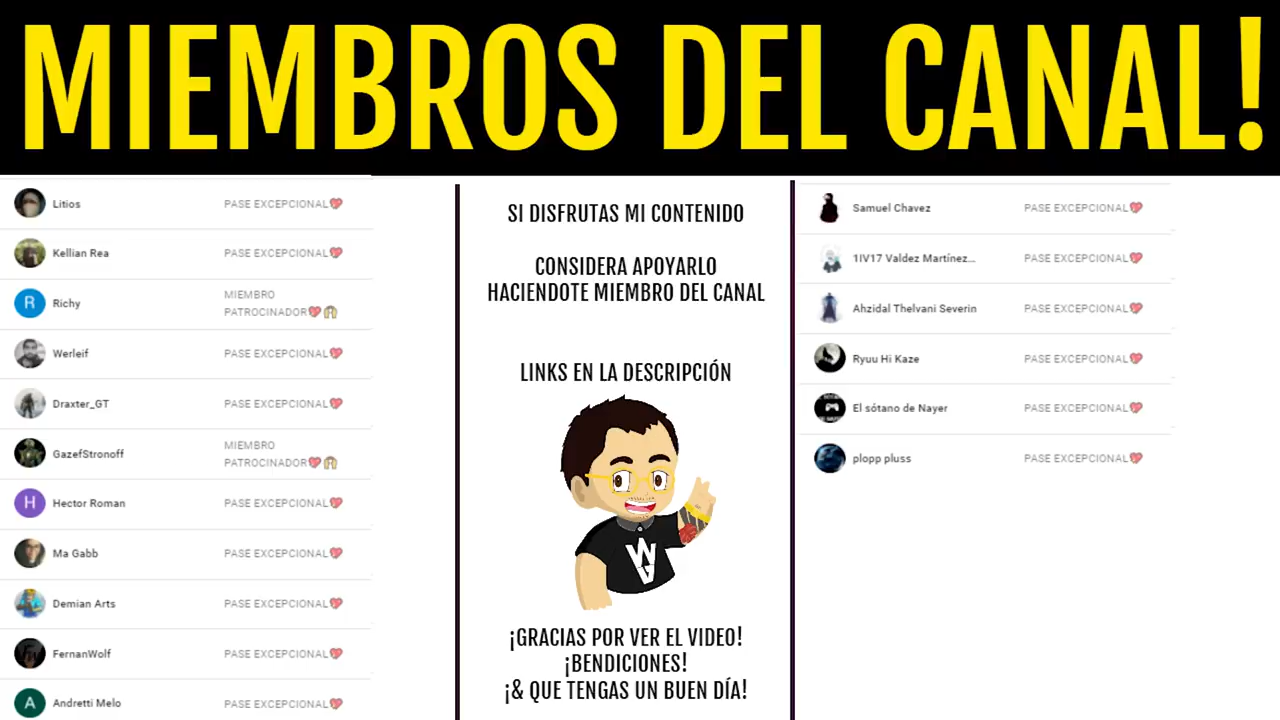 MIEMBROS DEL CANAL!
Litios PASE EXCEPCIONAL💖
Kellian Rea PASE EXCEPCIONAL💖
R Richy MIEMBRO
PATROCINADOR💖🙌
Werleif PASE EXCEPCIONAL💖
Draxter_GT PASE EXCEPCIONAL💖
GazefStronoff MIEMBRO
PATROCINADOR💖🙌
H Hector Roman PASE EXCEPCIONAL💖
Ma Gabb PASE EXCEPCIONAL💖
Demian Arts PASE EXCEPCIONAL💖
FernanWolf PASE EXCEPCIONAL💖
A Andretti Melo PASE EXCEPCIONAL💖
SI DISFRUTAS MI CONTENIDO
CONSIDERA APOYARLO
HACIENDOTE MIEMBRO DEL CANAL
LINKS EN LA DESCRIPCIÓN
¡GRACIAS POR VER EL VIDEO!
¡BENDICIONES!
¡& QUE TENGAS UN BUEN DÍA!
Samuel Chavez PASE EXCEPCIONAL💖
1IV17 Valdez Martínez... PASE EXCEPCIONAL💖
Ahzidal Thelvani Severin PASE EXCEPCIONAL💖
Ryuu Hi Kaze PASE EXCEPCIONAL💖
El sótano de Nayer PASE EXCEPCIONAL💖
plopp pluss PASE EXCEPCIONAL💖